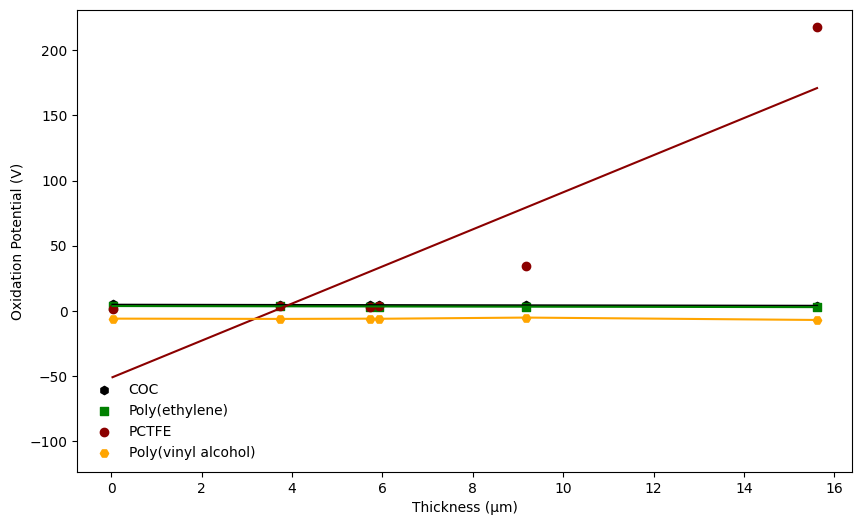 200
150
100
50
0
−50
−100
Oxidation Potential (V)
COC
Poly(ethylene)
PCTFE
Poly(vinyl alcohol)
0 2 4 6 8 10 12 14 16
Thickness (μm)